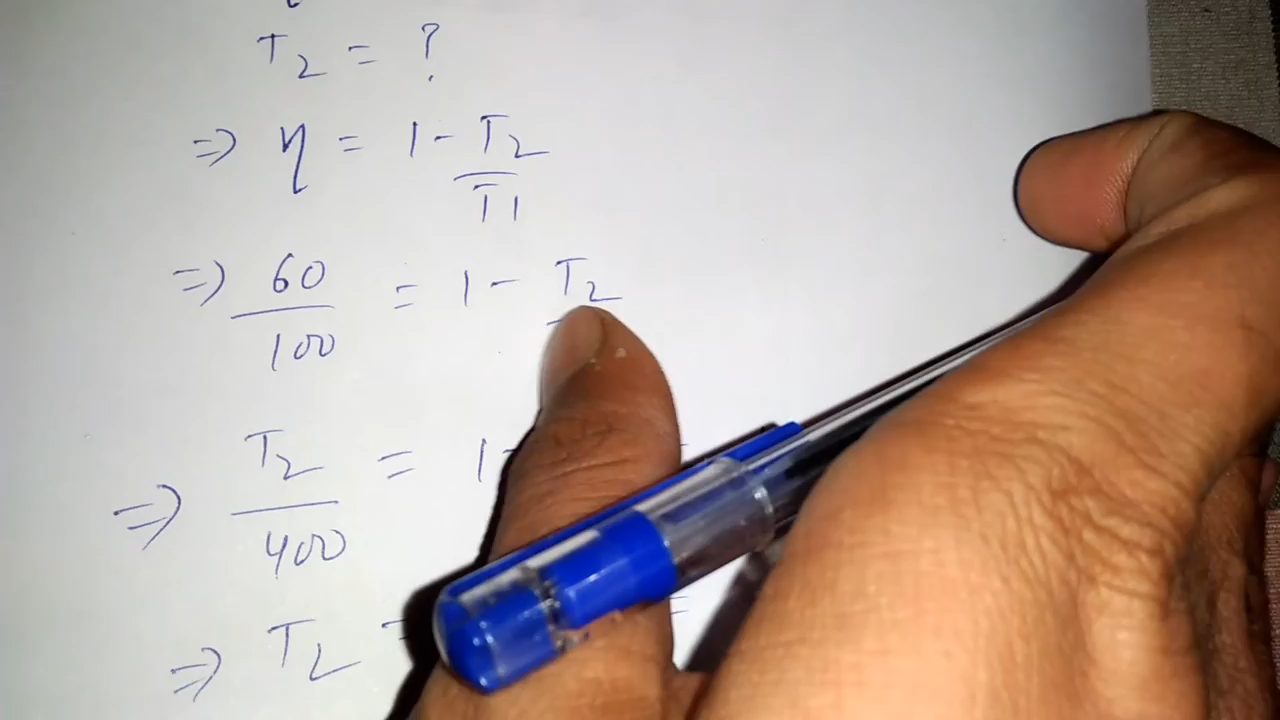 T2 = ?
⇒ η = 1 - T2/T1
⇒ 60/100 = 1 - T2
⇒ T2/400 = 1 -
⇒ T2 =